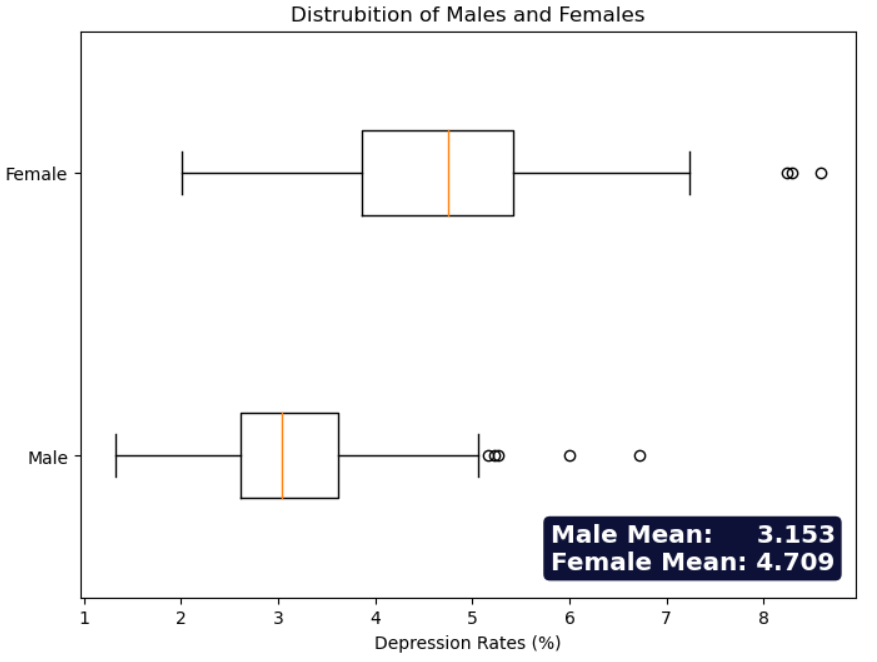 Distrubition of Males and Females
Female
Male
Male Mean: 3.153
Female Mean: 4.709
1 2 3 4 5 6 7 8
Depression Rates (%)